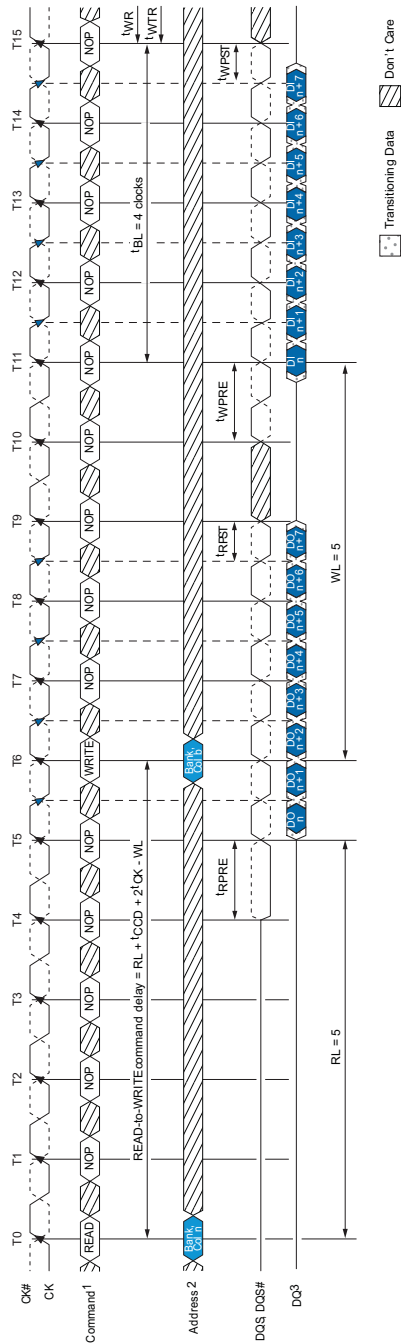 T0 T1 T2 T3 T4 T5 T6 T7 T8 T9 T10 T11 T12 T13 T14 T15
CK#
CK
Command1 READ NOP NOP NOP NOP NOP WRITE NOP NOP NOP NOP NOP NOP NOP NOP NOP
tWR
tWTR
READ-to-WRITE command delay = RL + tCCD + 2tCK - WL
tBL = 4 clocks
Address 2
Bank, Col n
Bank, Col b
tRPRE tRPST tWPRE tWPST
DQS, DQS#
DQ3
DO n
DO n + 1
DO n + 2
DO n + 3
DO n + 4
DO n + 5
DO n + 6
DO n + 7
DI n
DI n + 1
DI n + 2
DI n + 3
DI n + 4
DI n + 5
DI n + 6
DI n + 7
RL = 5
WL = 5
Transitioning Data
Don't Care